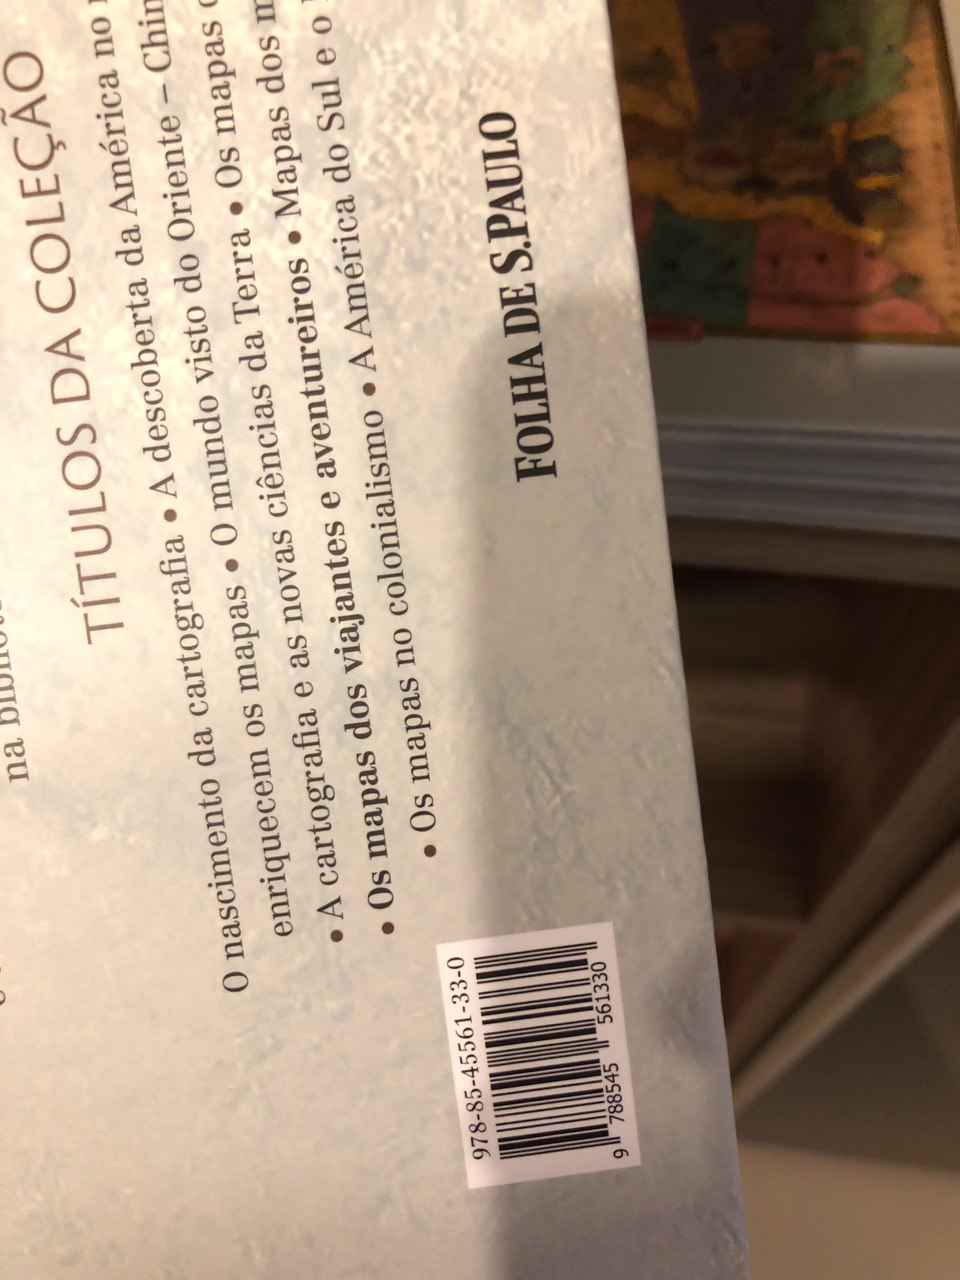 na
TÍTULOS DA COLEÇÃO
O nascimento da cartografia • A descoberta da América no
enriquecem os mapas • O mundo visto do Oriente –
• A cartografia e as novas ciências da Terra • Os mapas
• Os mapas dos viajantes e aventureiros • Mapas dos
• Os mapas no colonialismo • A América do Sul e o
FOLHA DE S.PAULO
978-85-45561-33-0
9 788545 561330